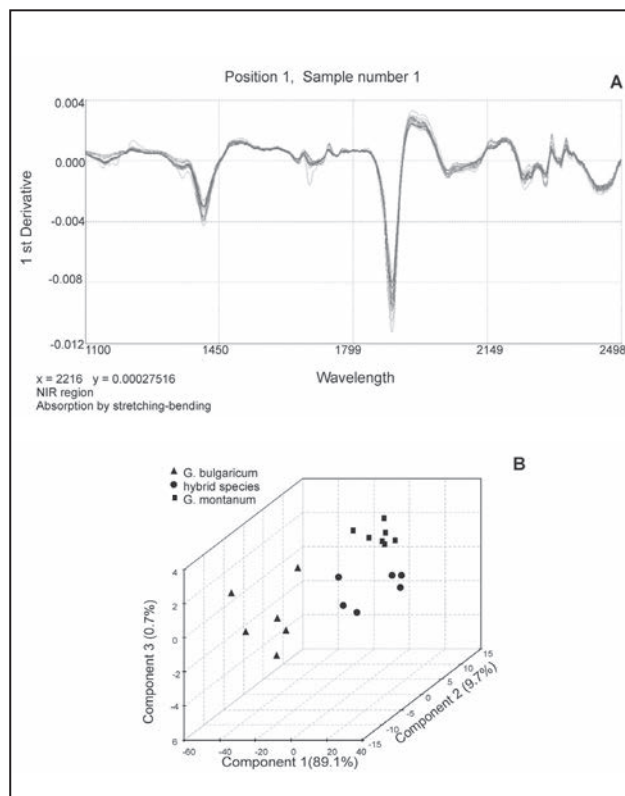 Position 1, Sample number 1
A
0.004
0.000
-0.004
-0.008
-0.012
1 st Derivative
1100 1450 1799 2149 2498
Wavelength
x = 2216 y = 0.00027516
NIR region
Absorption by stretching-bending
B
G. bulgaricum
hybrid species
G. montanum
4
2
0
-2
-4
6
Component 3 (0.7%)
-60 -40 -20 0 20 40
Component 1(89.1%)
-15 -10 -5 0 5 10 15
Component 2 (9.7%)